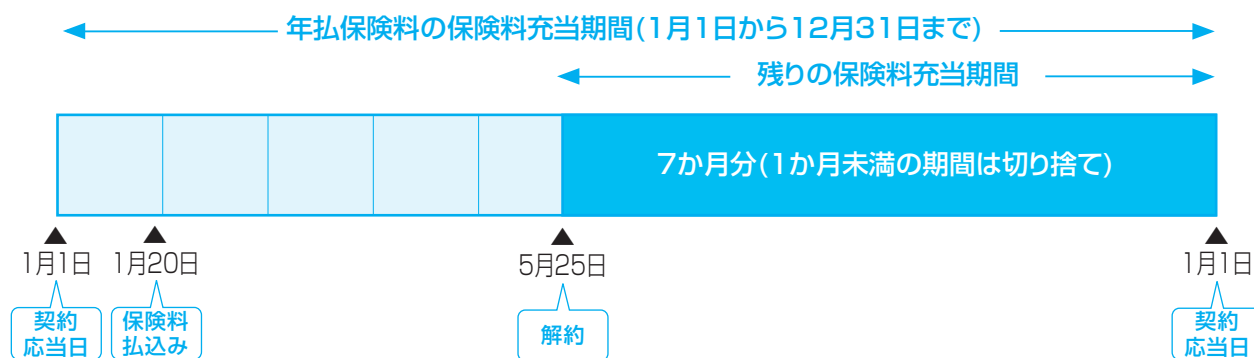 年払保険料の保険料充当期間(1月1日から12月31日まで)
残りの保険料充当期間
7か月分(1か月未満の期間は切り捨て)
1月1日
1月20日
5月25日
1月1日
契約
応当日
保険料
払込み
解約
契約
応当日